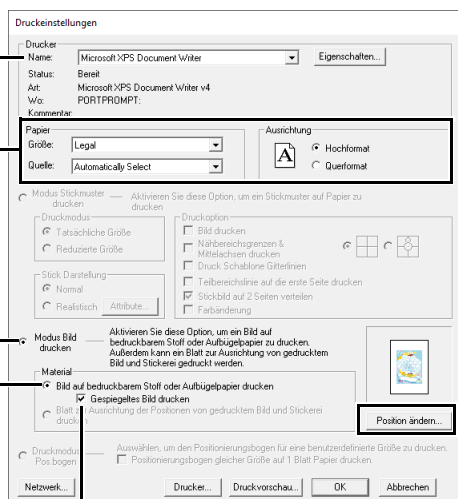 Druckeinstellungen
Drucker
Name: Microsoft XPS Document Writer Eigenschaften...
Status: Bereit
Art: Microsoft XPS Document Writer v4
Wo: PORTPROMPT:
Kommentar:
Papier
Größe: Legal
Quelle: Automatically Select
Ausrichtung
A
Hochformat
Querformat
Modus Stickmuster drucken
Aktivieren Sie diese Option, um ein Stickmuster auf Papier zu
drucken
Druckmodus
Tatsächliche Größe
Reduzierte Größe
Stick Darstellung
Normal
Realistisch Attribute...
Druckoption
Bild drucken
Nähbereichsgrenzen &
Mittelachsen drucken
Druck Schablone Gitterlinien
Teilbereichslinie auf die erste Seite drucken
Stickbild auf 2 Seiten verteilen
Farbänderung
Modus Bild
drucken
Aktivieren Sie diese Option, um ein Bild auf
bedruckbarem Stoff oder Aufbügelpapier zu drucken.
Außerdem kann ein Blatt zur Ausrichtung von gedrucktem
Bild und Stickerei gedruckt werden.
Material
Bild auf bedruckbarem Stoff oder Aufbügelpapier drucken
Gespiegeltes Bild drucken
Blatt zur Ausrichtung der Positionen von gedrucktem Bild und Stickerei
drucken
Position ändern...
Druckmodus
Pos.bogen
Auswählen, um den Positionierungsbogen für eine benutzerdefinierte Größe zu drucken.
Positionierungsbogen gleicher Größe auf 1 Blatt Papier drucken.
Netzwerk... Drucker... Druckvorschau... OK Abbrechen